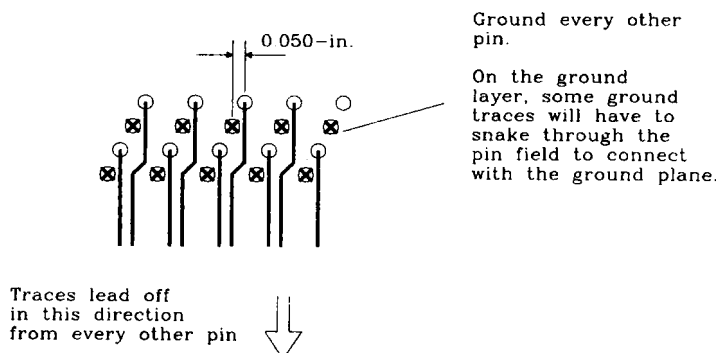 0.050-in.
Ground every other
pin.
On the ground
layer, some ground
traces will have to
snake through the
pin field to connect
with the ground plane.
Traces lead off
in this direction
from every other pin